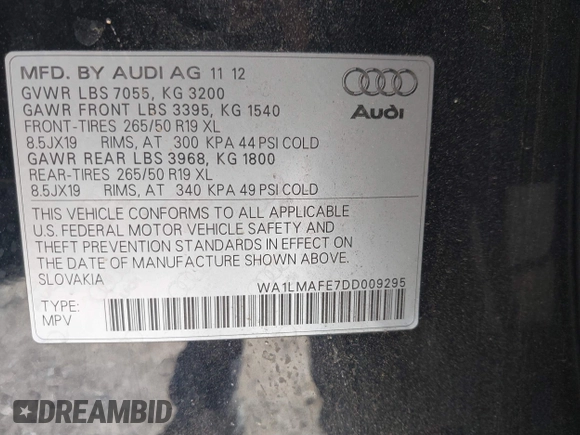 MFD. BY AUDI AG 11 12
GVWR LBS 7055, KG 3200
GAWR FRONT LBS 3395, KG 1540
FRONT-TIRES 265/50 R19 XL
8.5JX19 RIMS, AT 300 KPA 44 PSI COLD
GAWR REAR LBS 3968, KG 1800
REAR-TIRES 265/50 R19 XL
8.5JX19 RIMS, AT 340 KPA 49 PSI COLD
Audi
THIS VEHICLE CONFORMS TO ALL APPLICABLE
U.S. FEDERAL MOTOR VEHICLE SAFETY AND
THEFT PREVENTION STANDARDS IN EFFECT ON
THE DATE OF MANUFACTURE SHOWN ABOVE.
SLOVAKIA
WA1LMAFE7DD009295
TYPE:
MPV
DREAMBID